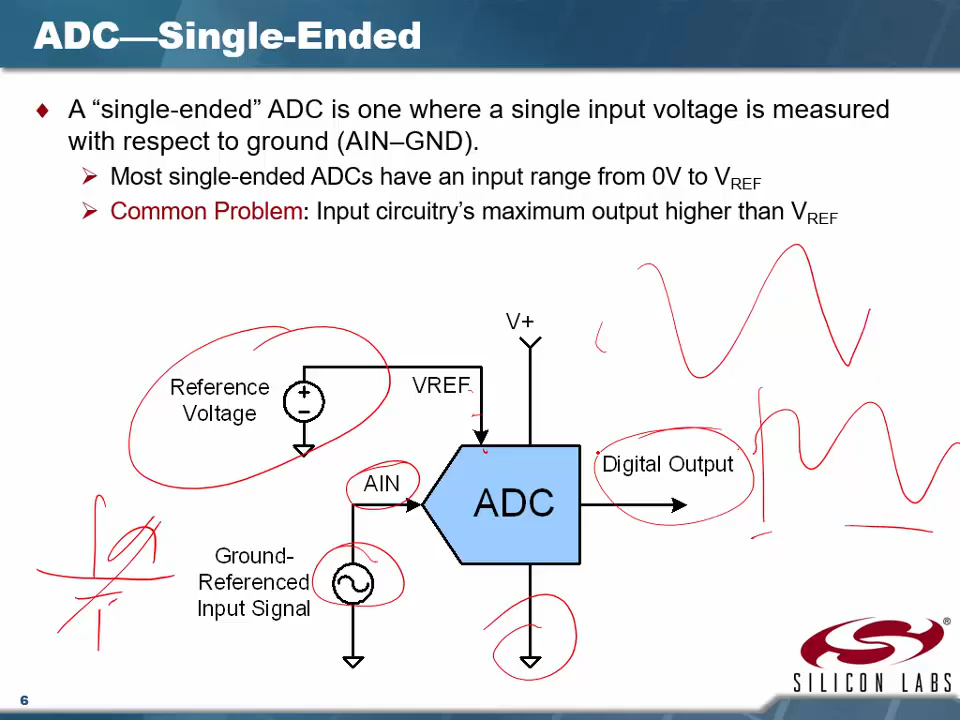 ADC—Single-Ended
♦ A “single-ended” ADC is one where a single input voltage is measured
with respect to ground (AIN–GND).
➢ Most single-ended ADCs have an input range from 0V to VREF
➢ Common Problem: Input circuitry’s maximum output higher than VREF
V+
Reference
Voltage
+
–
VREF
AIN
ADC
Digital Output
Ground-
Referenced
Input Signal
®
SILICON LABS
6